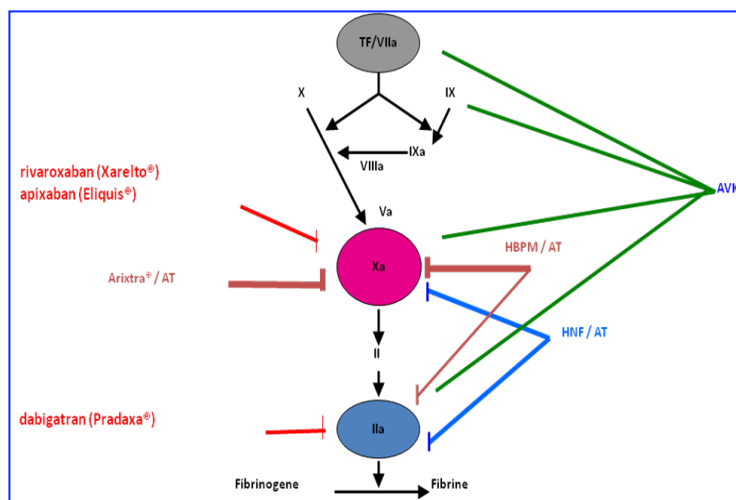 TF/VIIa
X
IX
IXa
VIIIa
rivaroxaban (Xarelto®)
apixaban (Eliquis®)
AVK
Va
HBPM / AT
Xa
Arixtra® / AT
HNF / AT
II
dabigatran (Pradaxa®)
IIa
Fibrinogene
Fibrine